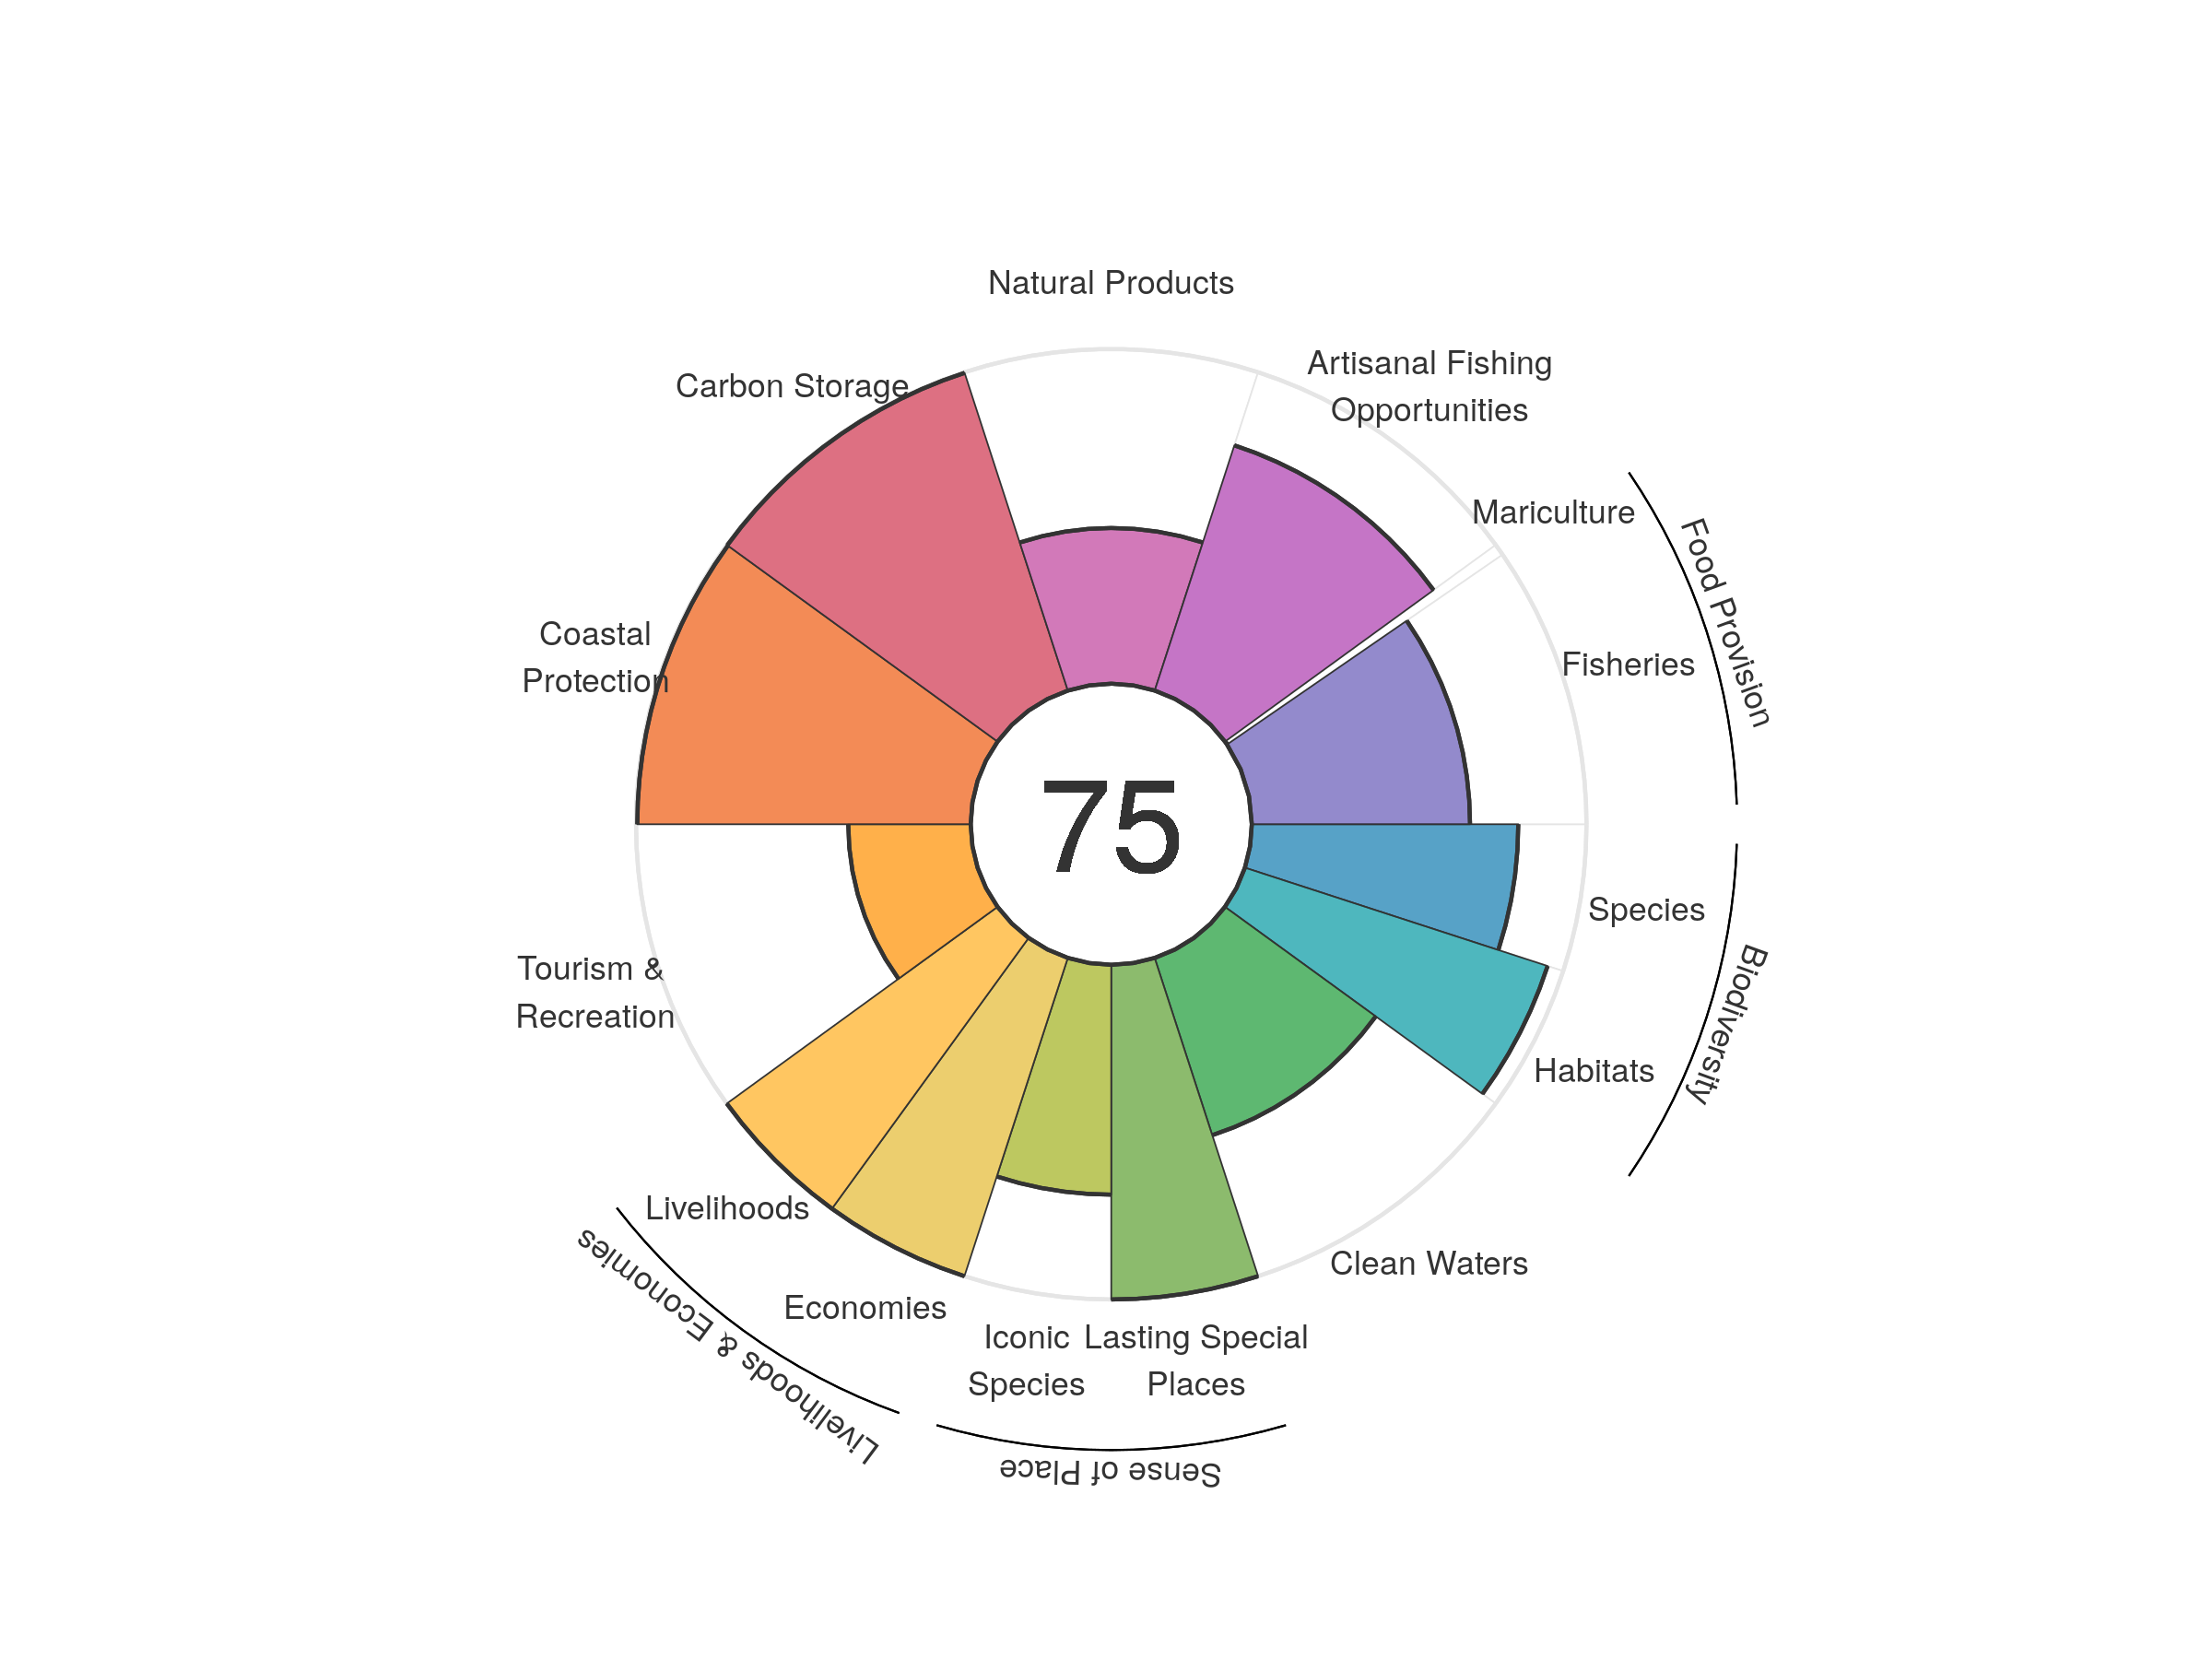 Natural Products
Artisanal Fishing
Opportunities
Carbon Storage
Mariculture
Food Provision
Fisheries
Coastal
Protection
75
Species
Biodiversity
Tourism &
Recreation
Habitats
Livelihoods
Livelihoods & Economies
Clean Waters
Economies
Iconic
Species
Lasting Special
Places
Sense of Place